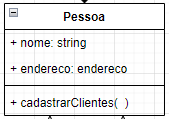 Pessoa
+ nome: string
+ endereco: endereco
+ cadastrarClientes(  )